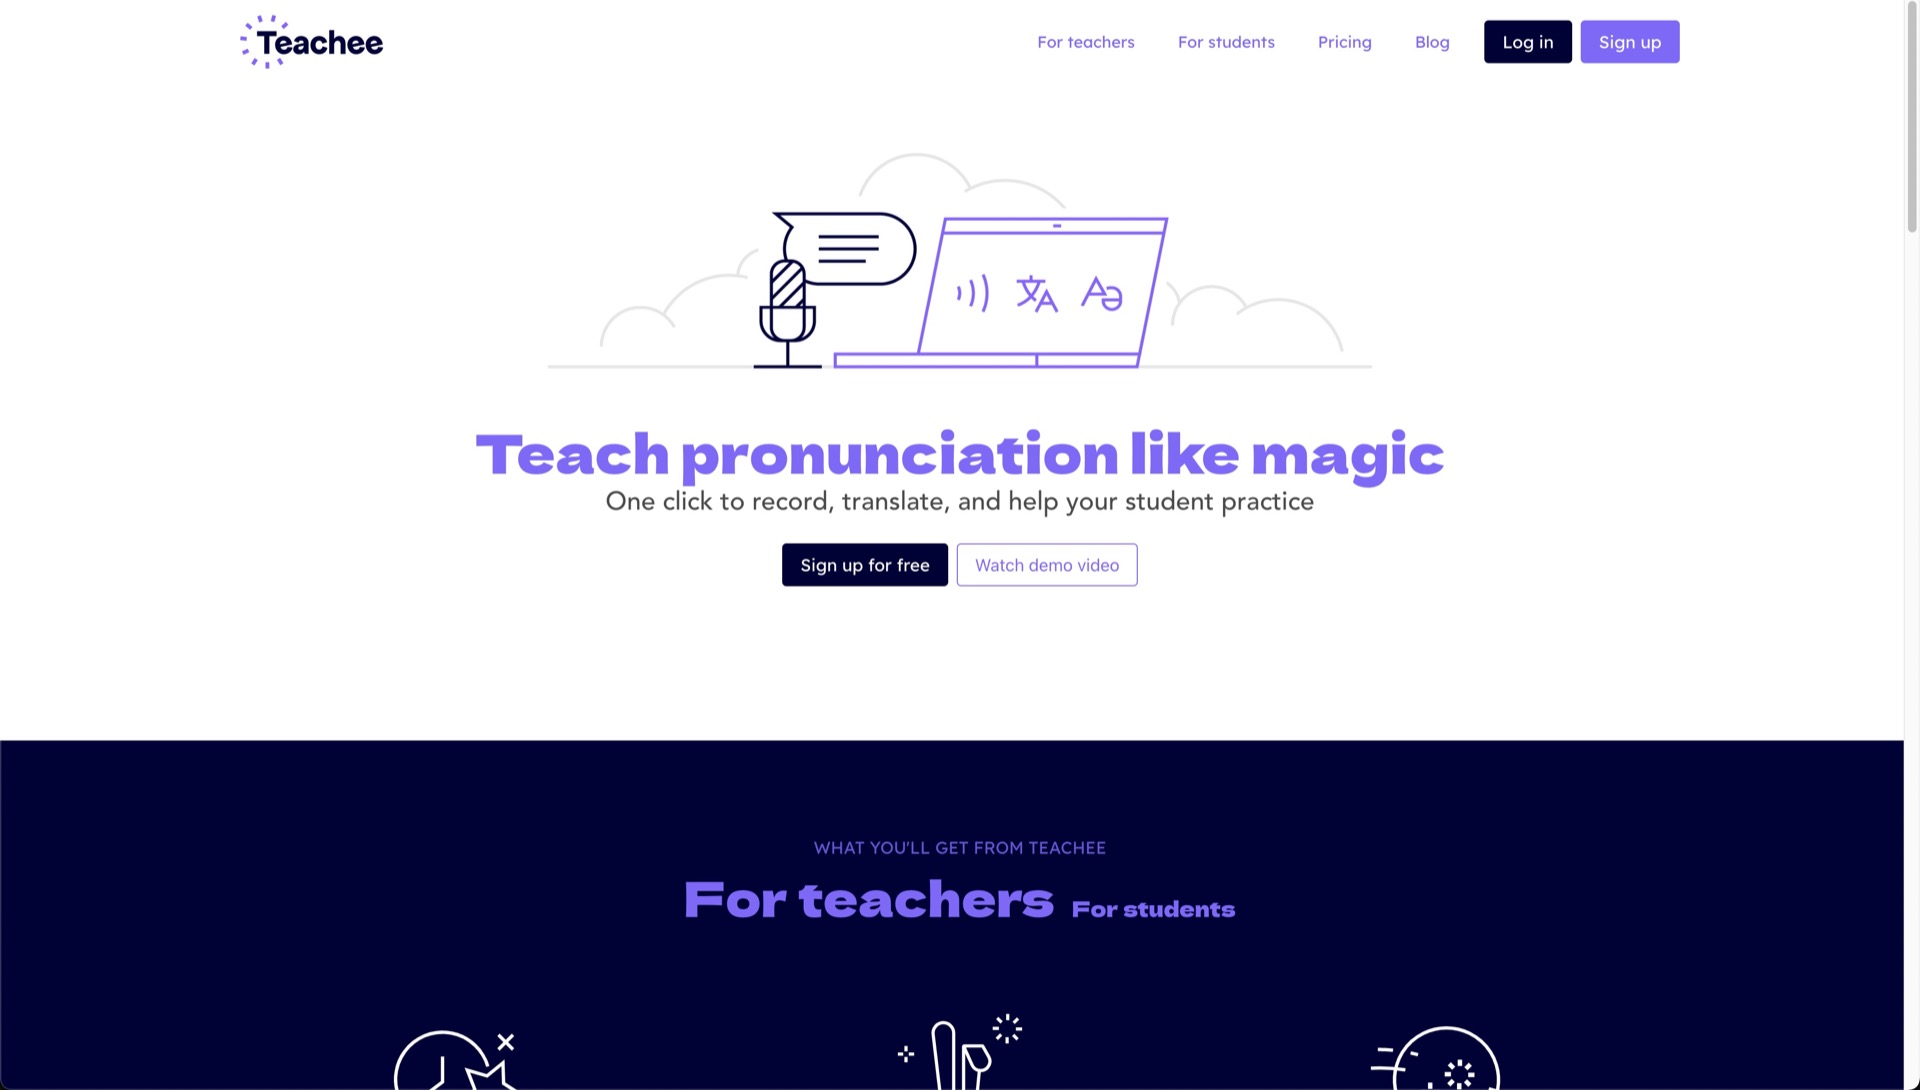 Teachee
For teachers For students Pricing Blog Log in Sign up
文A Aə
Teach pronunciation like magic
One click to record, translate, and help your student practice
Sign up for free Watch demo video
WHAT YOU'LL GET FROM TEACHEE
For teachers For students